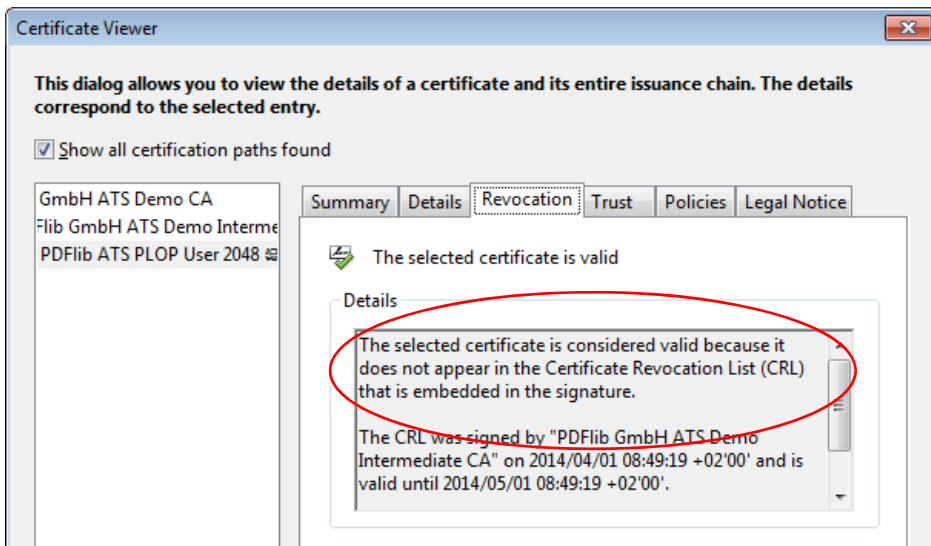 Certificate Viewer
This dialog allows you to view the details of a certificate and its entire issuance chain. The details
correspond to the selected entry.
Show all certification paths found
GmbH ATS Demo CA
Flib GmbH ATS Demo Interme
PDFlib ATS PLOP User 2048
Summary Details Revocation Trust Policies Legal Notice
The selected certificate is valid
Details
The selected certificate is considered valid because it
does not appear in the Certificate Revocation List (CRL)
that is embedded in the signature.
The CRL was signed by "PDFlib GmbH ATS Demo
Intermediate CA" on 2014/04/01 08:49:19 +02'00' and is
valid until 2014/05/01 08:49:19 +02'00'.